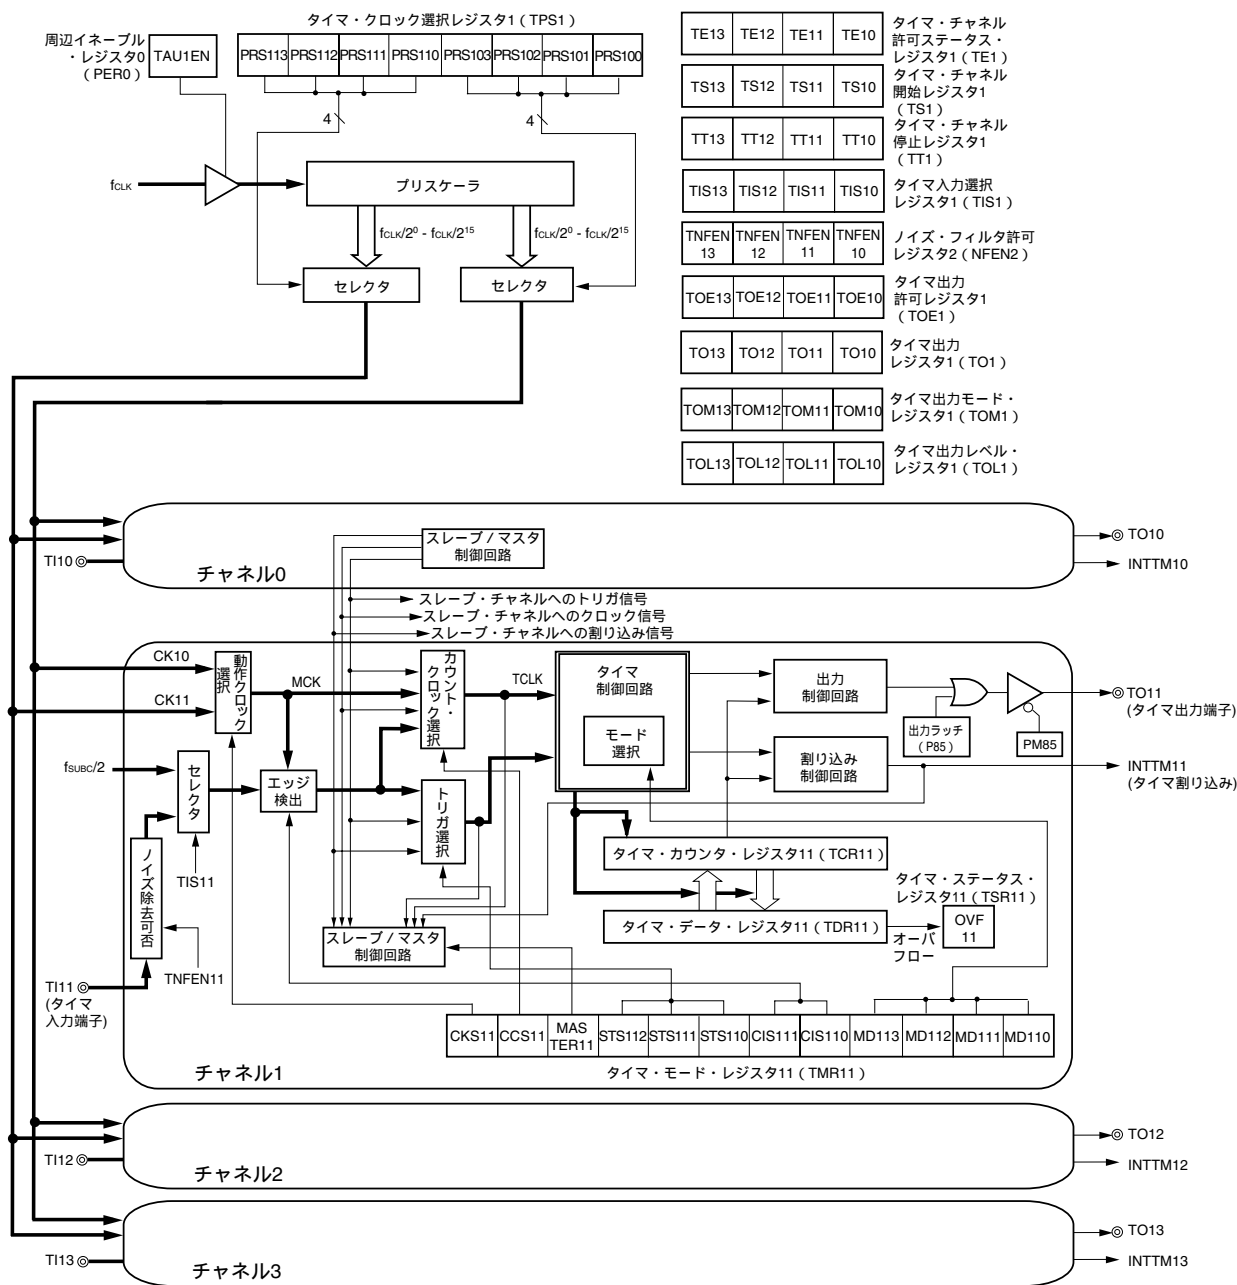 タイマ・クロック選択レジスタ1（TPS1）
周辺イネーブル
・レジスタ0
（PER0）
TAU1EN
PRS113 PRS112 PRS111 PRS110 PRS103 PRS102 PRS101 PRS100
4
4
fCLK
プリスケーラ
fCLK/2⁰ - fCLK/2¹⁵
fCLK/2⁰ - fCLK/2¹⁵
セレクタ
セレクタ
TE13 TE12 TE11 TE10
タイマ・チャネル
許可ステータス・
レジスタ1（TE1）
TS13 TS12 TS11 TS10
タイマ・チャネル
開始レジスタ1
（TS1）
TT13 TT12 TT11 TT10
タイマ・チャネル
停止レジスタ1
（TT1）
TIS13 TIS12 TIS11 TIS10
タイマ入力選択
レジスタ1（TIS1）
TNFEN TNFEN TNFEN TNFEN
13 12 11 10
ノイズ・フィルタ許可
レジスタ2（NFEN2）
TOE13 TOE12 TOE11 TOE10
タイマ出力
許可レジスタ1
（TOE1）
TO13 TO12 TO11 TO10
タイマ出力
レジスタ1（TO1）
TOM13 TOM12 TOM11 TOM10
タイマ出力モード・
レジスタ1（TOM1）
TOL13 TOL12 TOL11 TOL10
タイマ出力レベル・
レジスタ1（TOL1）
TI10
チャネル0
スレーブ/マスタ
制御回路
TO10
INTTM10
スレーブ・チャネルへのトリガ信号
スレーブ・チャネルへのクロック信号
スレーブ・チャネルへの割り込み信号
CK10
CK11
動作クロック
選択
MCK
カウント・
クロック選択
TCLK
タイマ
制御回路
モード
選択
出力
制御回路
出力ラッチ
（P85）
PM85
TO11
(タイマ出力端子)
割り込み
制御回路
INTTM11
(タイマ割り込み)
fSUBC/2
セレクタ
エッジ
検出
トリガ選択
TIS11
ノイズ除去可否
TNFEN11
TI11
(タイマ
入力端子)
スレーブ/マスタ
制御回路
タイマ・カウンタ・レジスタ11（TCR11）
タイマ・データ・レジスタ11（TDR11）
タイマ・ステータス・
レジスタ11（TSR11）
オーバ
フロー
OVF
11
CKS11 CCS11 MAS
TER11 STS112 STS111 STS110 CIS111 CIS110 MD113 MD112 MD111 MD110
タイマ・モード・レジスタ11（TMR11）
チャネル1
TI12
チャネル2
TO12
INTTM12
TI13
チャネル3
TO13
INTTM13